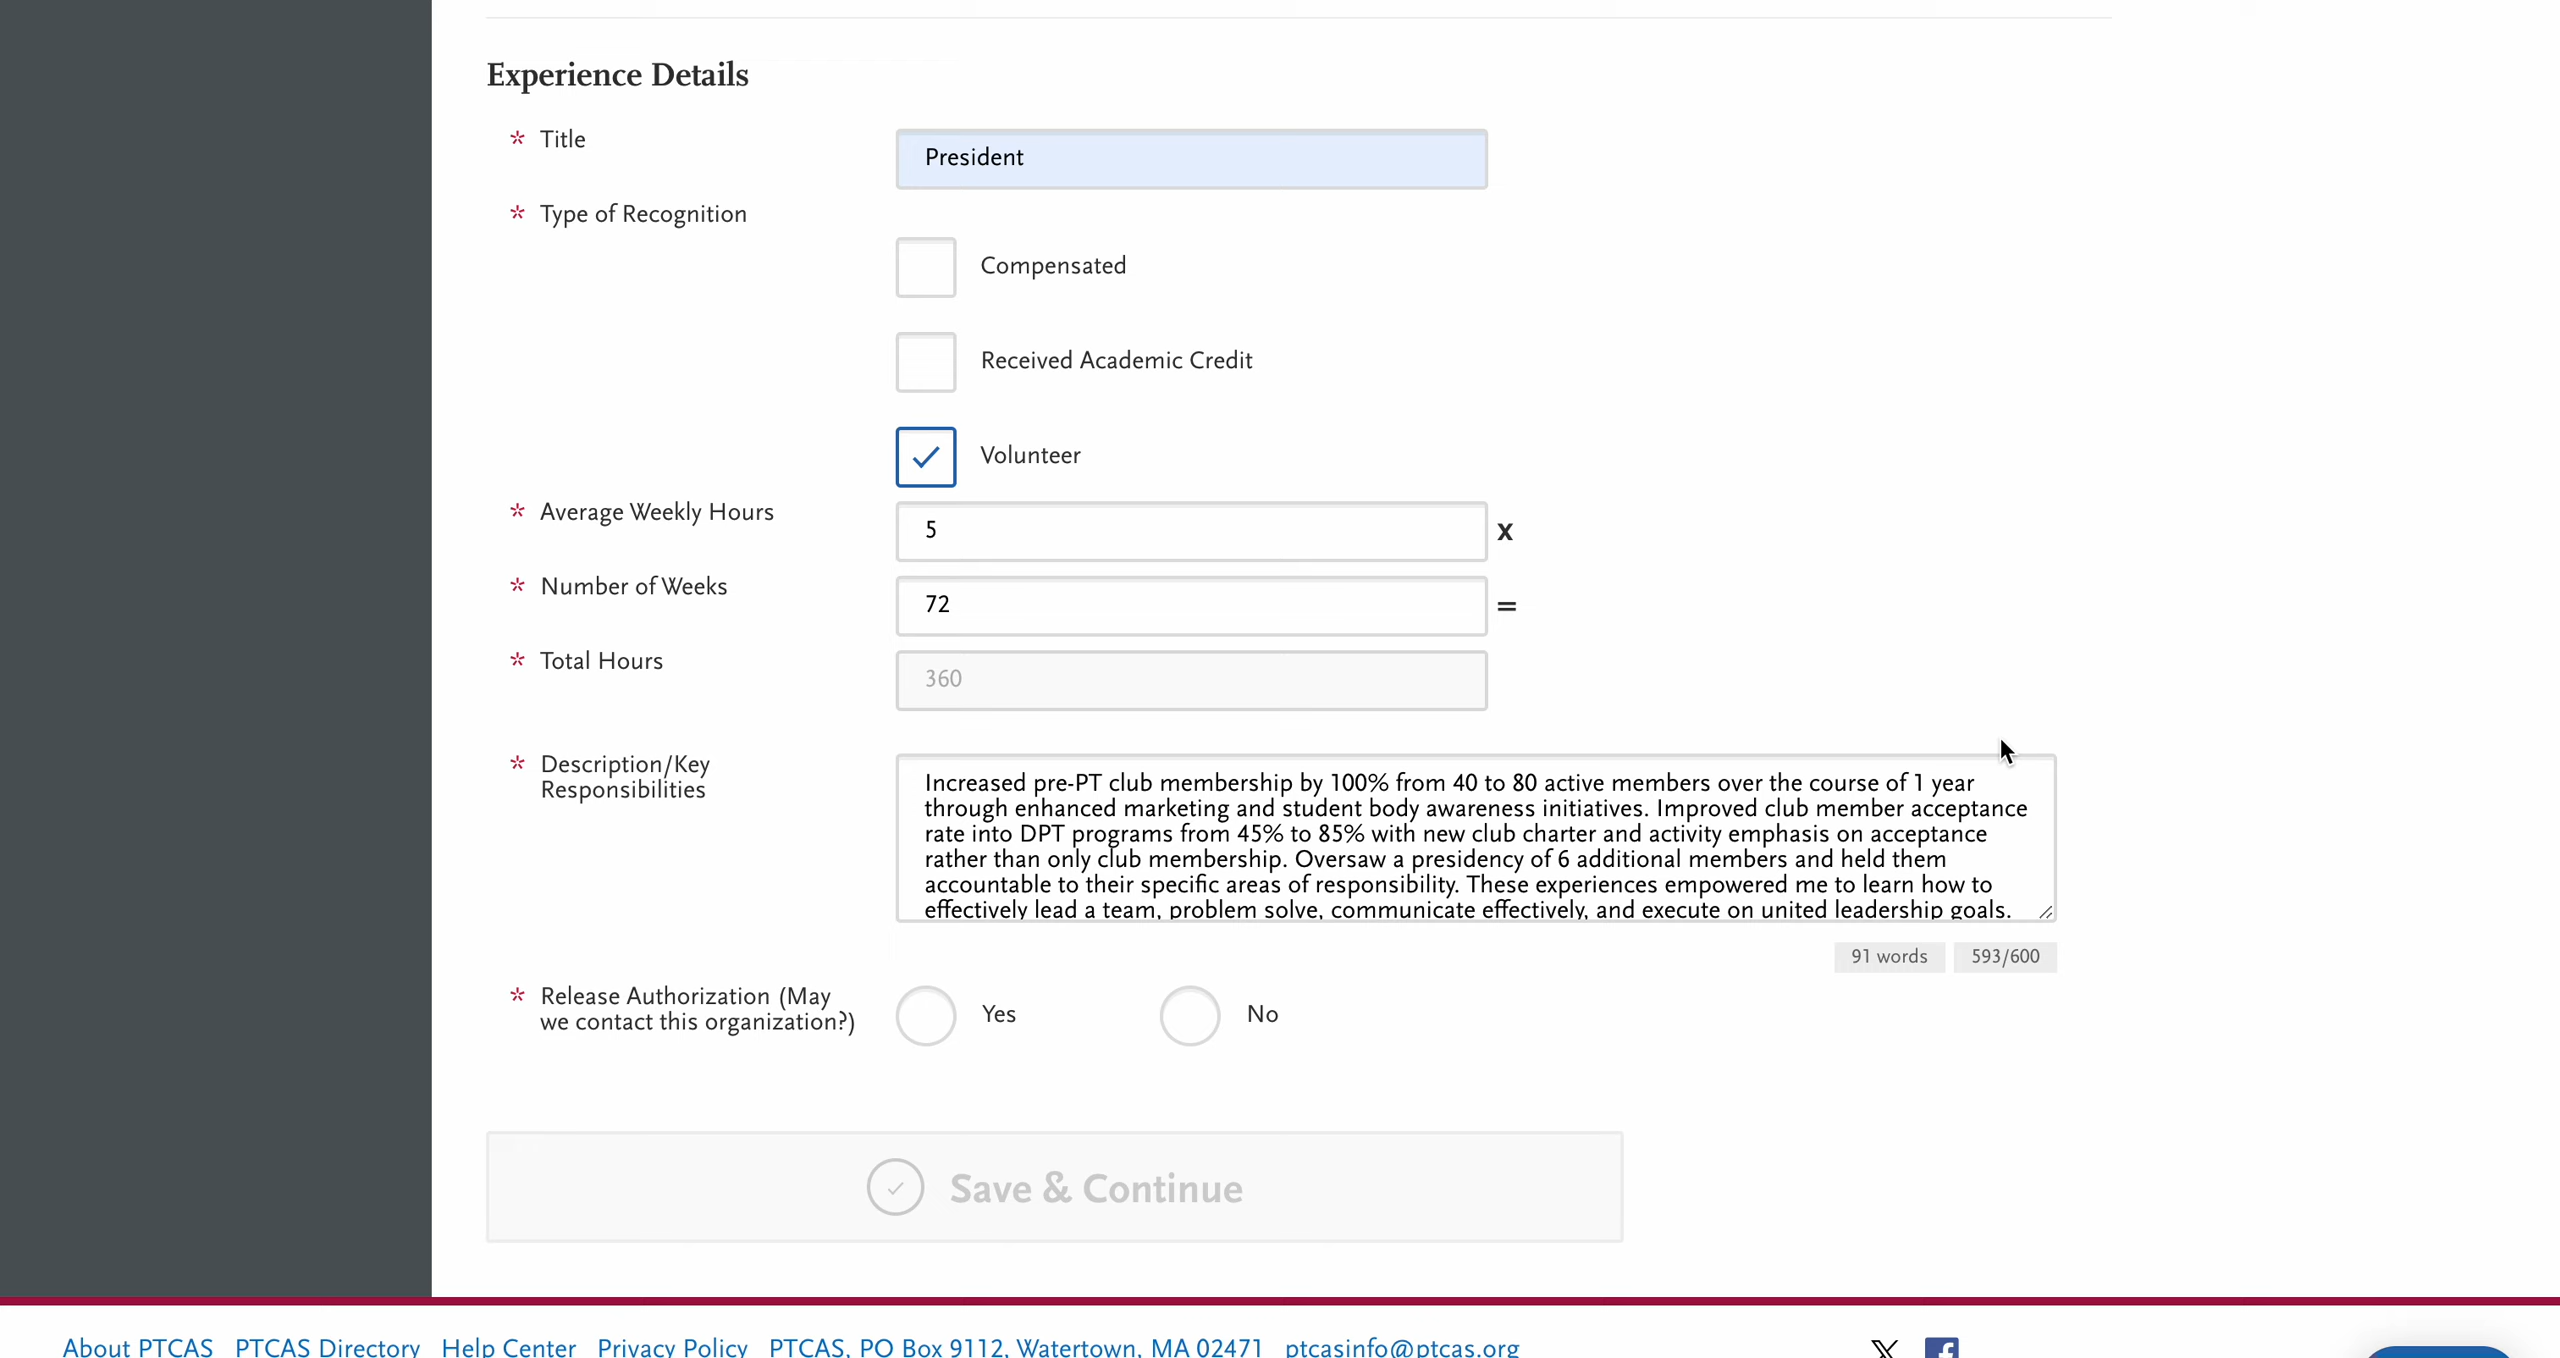 Experience Details
* Title
President
* Type of Recognition
Compensated
Received Academic Credit
Volunteer
* Average Weekly Hours
5
x
* Number of Weeks
72
=
* Total Hours
360
* Description/Key
Responsibilities
Increased pre-PT club membership by 100% from 40 to 80 active members over the course of 1 year
through enhanced marketing and student body awareness initiatives. Improved club member acceptance
rate into DPT programs from 45% to 85% with new club charter and activity emphasis on acceptance
rather than only club membership. Oversaw a presidency of 6 additional members and held them
accountable to their specific areas of responsibility. These experiences empowered me to learn how to
effectively lead a team, problem solve, communicate effectively, and execute on united leadership goals.
91 words 593/600
* Release Authorization (May
we contact this organization?)
Yes No
Save & Continue
About PTCAS PTCAS Directory Help Center Privacy Policy PTCAS, PO Box 9112, Watertown, MA 02471 ptcasinfo@ptcas.org